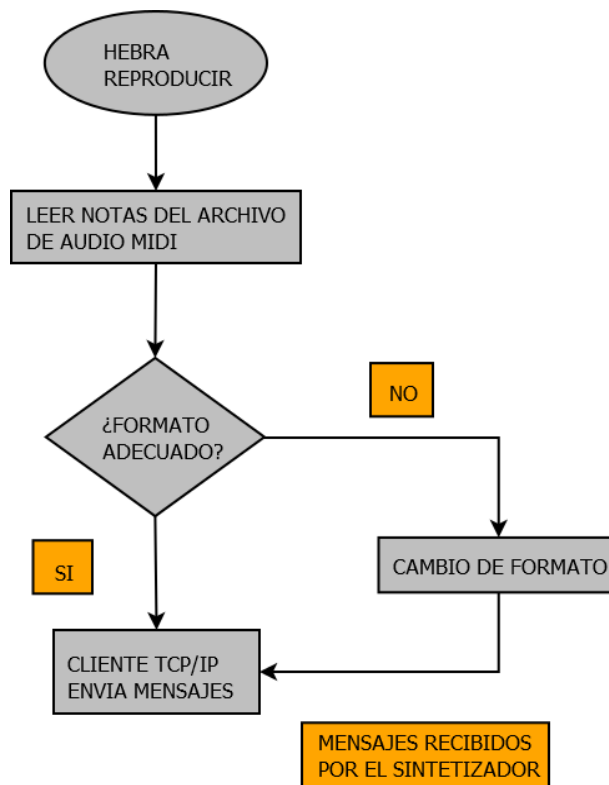 HEBRA
REPRODUCIR
LEER NOTAS DEL ARCHIVO
DE AUDIO MIDI
¿FORMATO
ADECUADO?
NO
SI
CAMBIO DE FORMATO
CLIENTE TCP/IP
ENVIA MENSAJES
MENSAJES RECIBIDOS
POR EL SINTETIZADOR